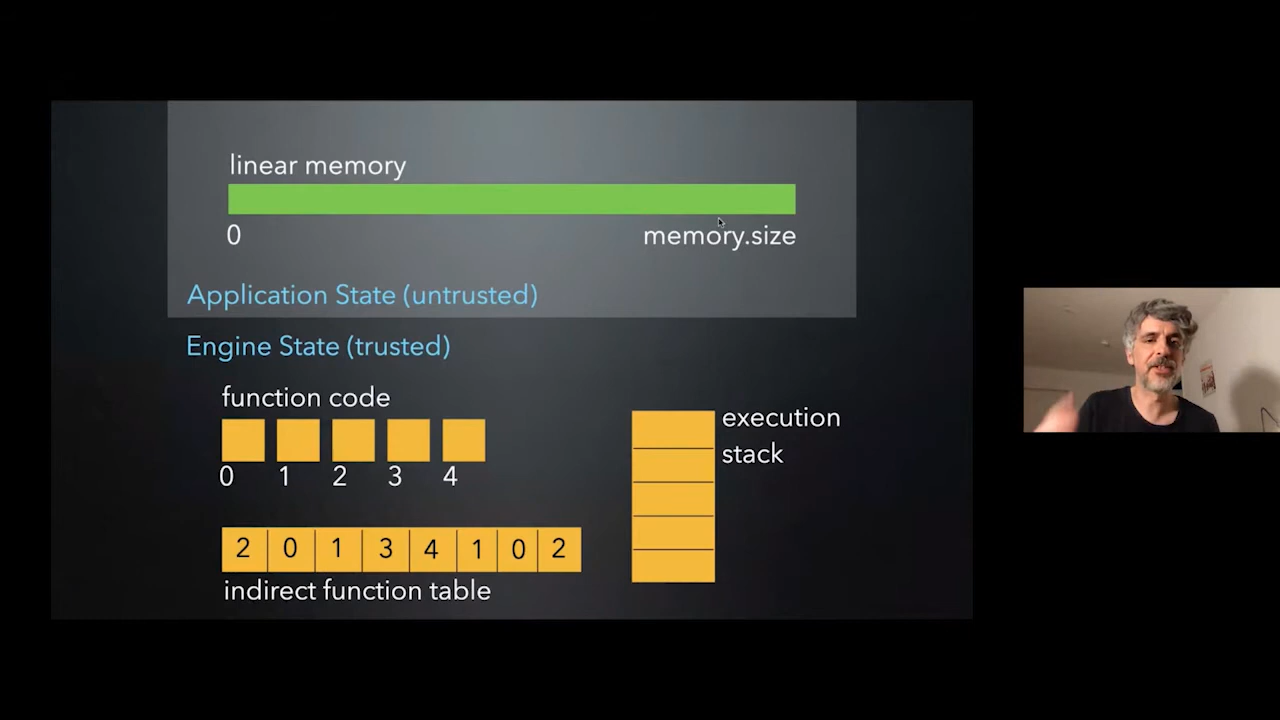 linear memory
0
memory.size
Application State (untrusted)
Engine State (trusted)
function code
0 1 2 3 4
execution
stack
2 0 1 3 4 1 0 2
indirect function table